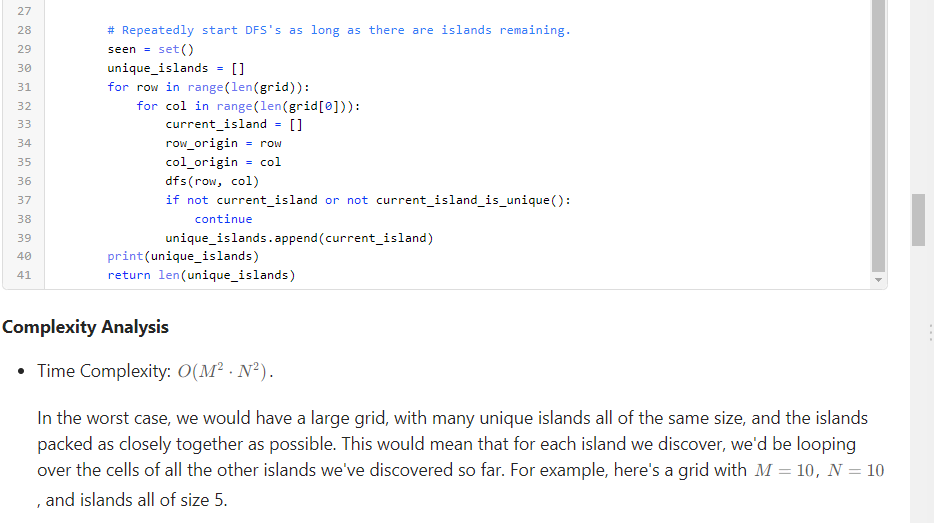 27
28 # Repeatedly start DFS's as long as there are islands remaining.
29 seen = set()
30 unique_islands = []
31 for row in range(len(grid)):
32 for col in range(len(grid[0])):
33 current_island = []
34 row_origin = row
35 col_origin = col
36 dfs(row, col)
37 if not current_island or not current_island_is_unique():
38 continue
39 unique_islands.append(current_island)
40 print(unique_islands)
41 return len(unique_islands)
Complexity Analysis
• Time Complexity: O(M² · N²).
In the worst case, we would have a large grid, with many unique islands all of the same size, and the islands
packed as closely together as possible. This would mean that for each island we discover, we'd be looping
over the cells of all the other islands we've discovered so far. For example, here's a grid with M = 10, N = 10
, and islands all of size 5.